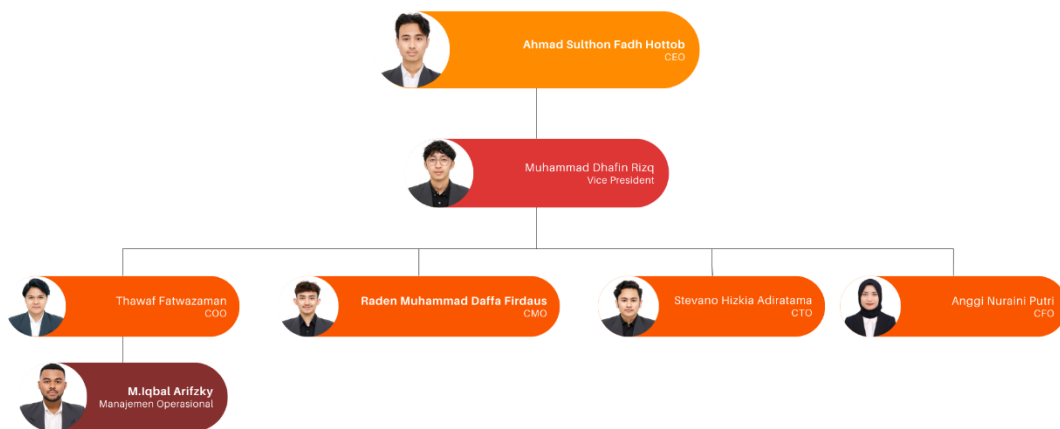 Ahmad Sulthon Fadh Hottob
CEO
Muhammad Dhafin Rizq
Vice President
Thawaf Fatwazaman
COO
Raden Muhammad Daffa Firdaus
CMO
Stevano Hizkia Adiratama
CTO
Anggi Nuraini Putri
CFO
M.Iqbal Arifzky
Manajemen Operasional